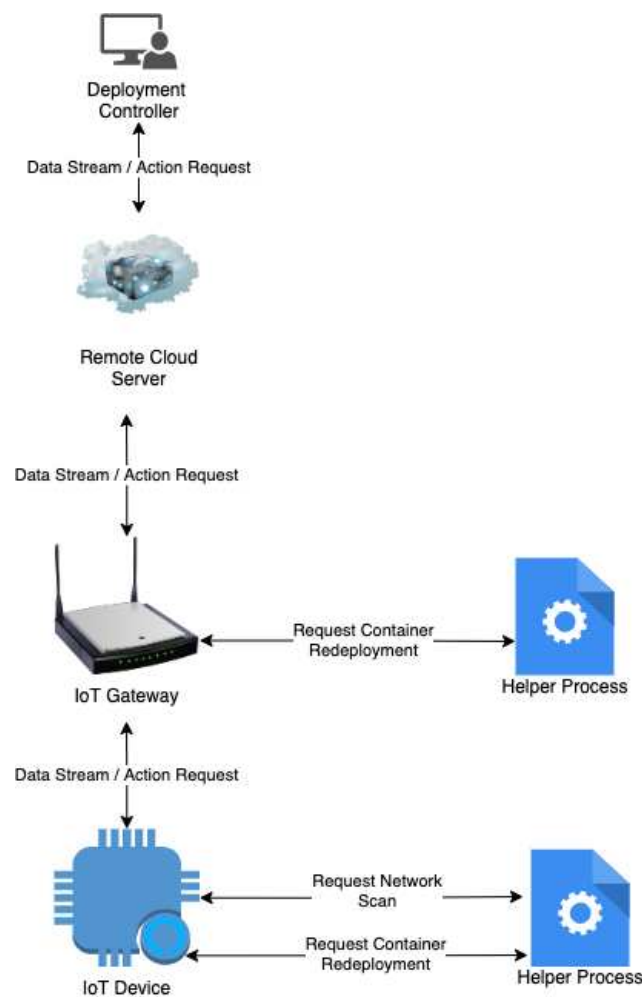 Deployment
Controller
Data Stream / Action Request
Remote Cloud
Server
Data Stream / Action Request
Request Container
Redeployment
IoT Gateway
Helper Process
Data Stream / Action Request
Request Network
Scan
Request Container
Redeployment
Helper Process
IoT Device